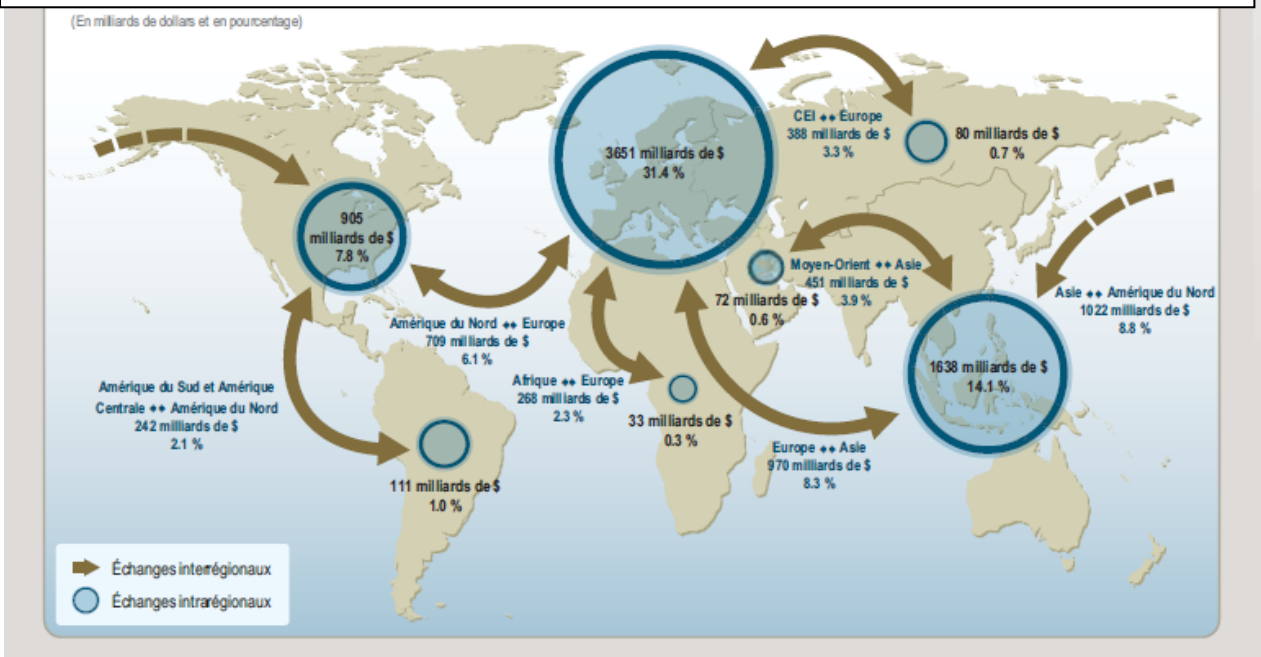 (En milliards de dollars et en pourcentage)
CEI ↔ Europe
388 milliards de $
3.3 %
80 milliards de $
0.7 %
3651 milliards de $
31.4 %
905
milliards de $
7.8 %
Moyen-Orient ↔ Asie
451 milliards de $
3.9 %
72 milliards de $
0.6 %
Asie ↔ Amérique du Nord
1022 milliards de $
8.8 %
Amérique du Nord ↔ Europe
709 milliards de $
6.1 %
1638 milliards de $
14.1 %
Afrique ↔ Europe
268 milliards de $
2.3 %
Amérique du Sud et Amérique
Centrale ↔ Amérique du Nord
242 milliards de $
2.1 %
33 milliards de $
0.3 %
Europe ↔ Asie
970 milliards de $
8.3 %
111 milliards de $
1.0 %
Échanges interrégionaux
Échanges intrarégionaux